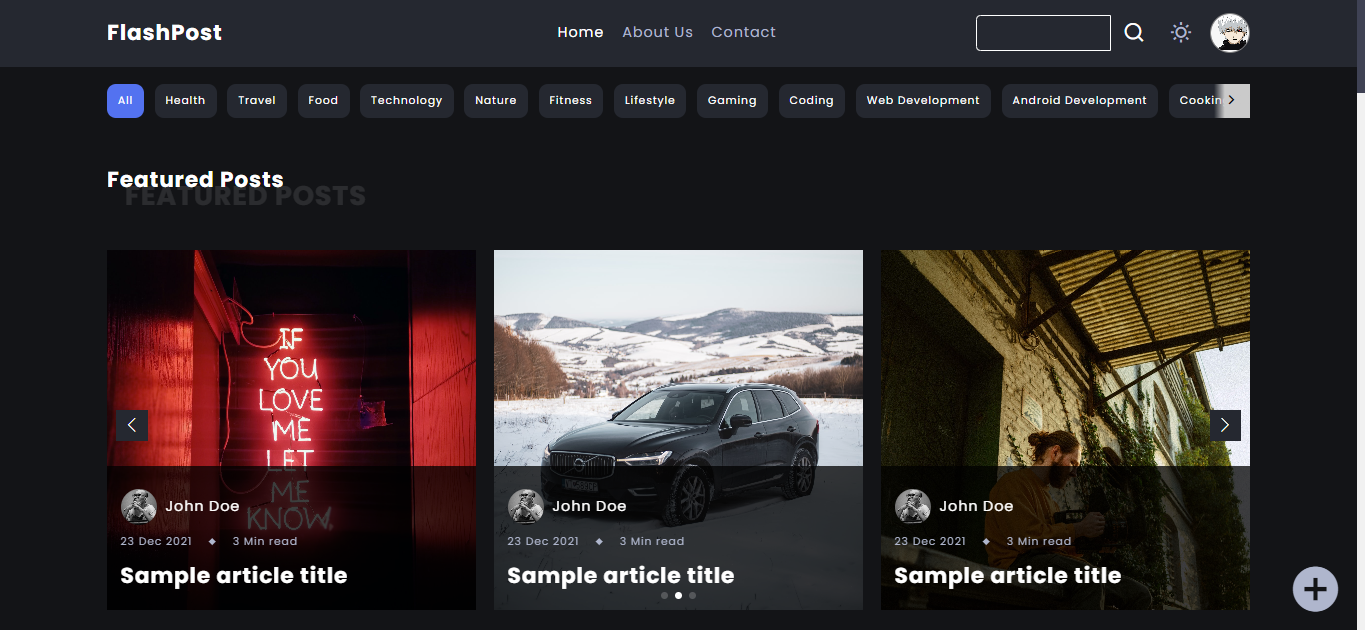 FlashPost
Home About Us Contact
All Health Travel Food Technology Nature Fitness Lifestyle Gaming Coding Web Development Android Development
Featured Posts
FEATURED POSTS
IF
YOU
LOVE
ME
LET
ME
KNOW.
John Doe
23 Dec 2021 ◆ 3 Min read
Sample article title
John Doe
23 Dec 2021 ◆ 3 Min read
Sample article title
John Doe
23 Dec 2021 ◆ 3 Min read
Sample article title